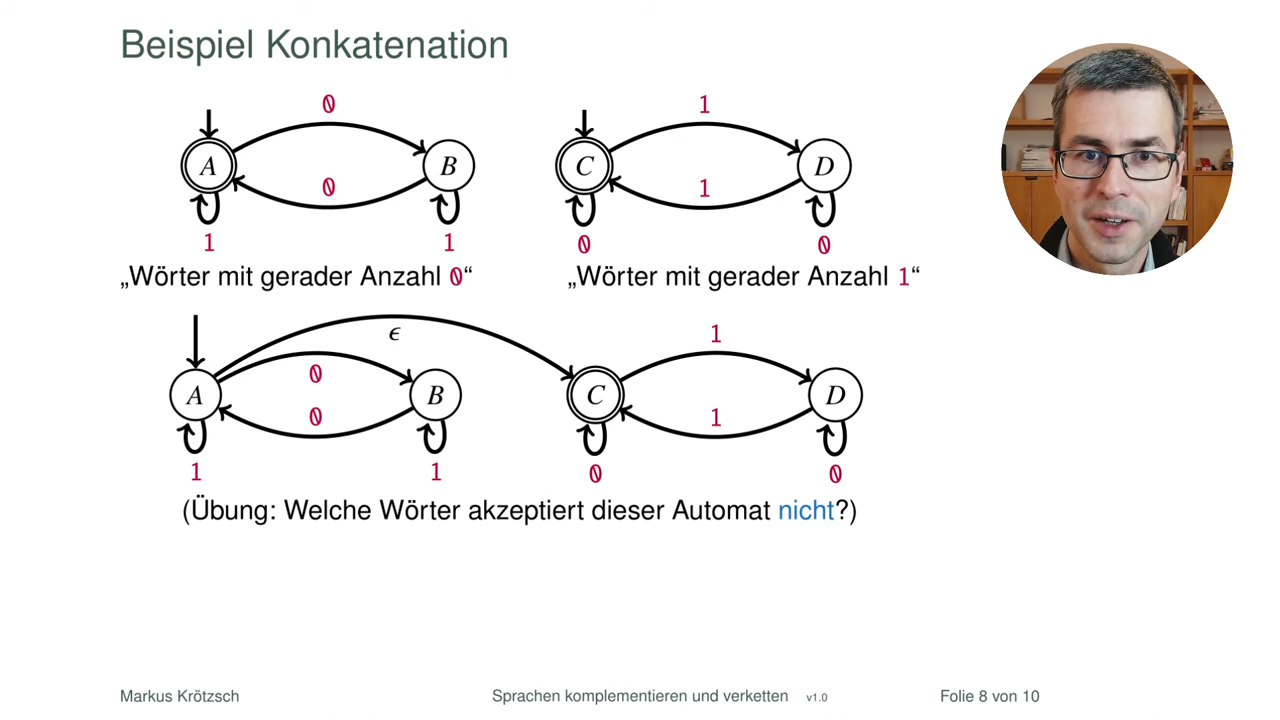 Beispiel Konkatenation
0 1
A B C D
0 1
1 1 0 0
„Wörter mit gerader Anzahl 0“ „Wörter mit gerader Anzahl 1“
ϵ 1
0
A B C D
0 1
1 1 0 0
(Übung: Welche Wörter akzeptiert dieser Automat nicht?)
Markus Krötzsch Sprachen komplementieren und verketten v1.0 Folie 8 von 10